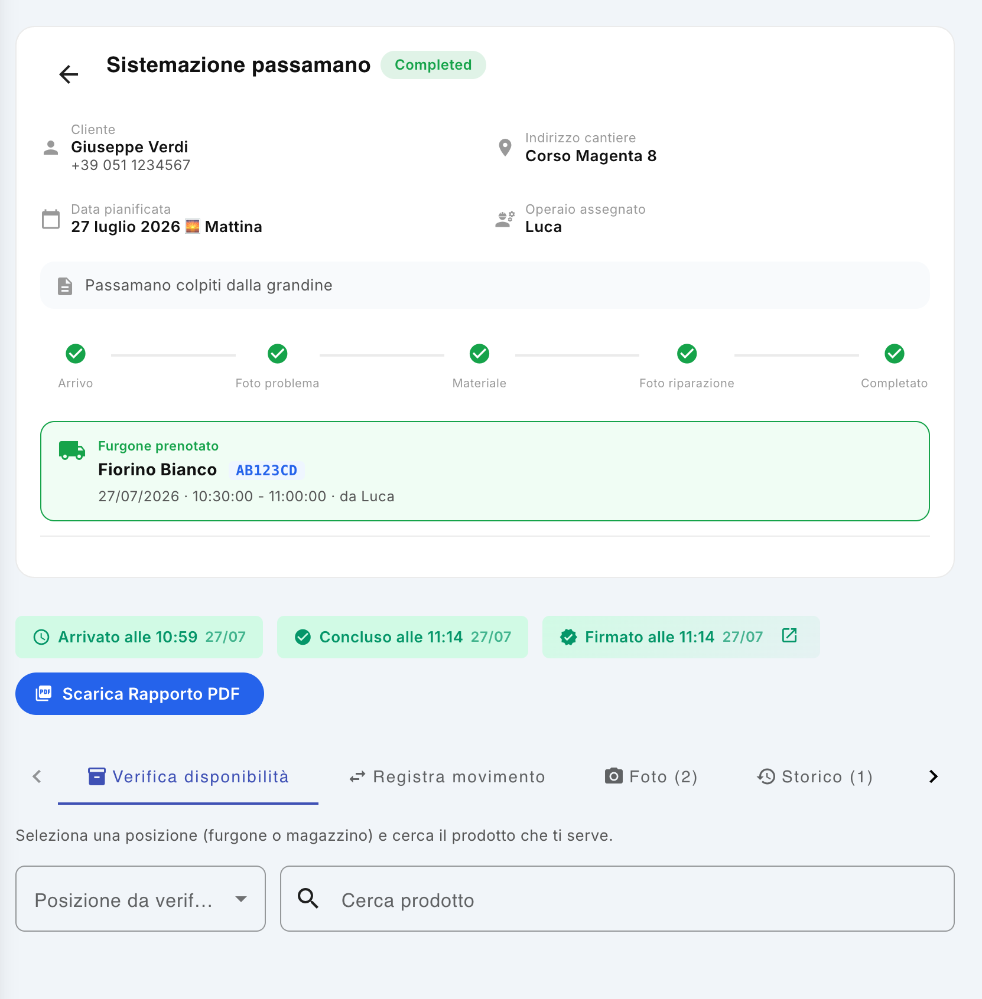 Sistemazione passamano Completed
Cliente
Giuseppe Verdi
+39 051 1234567
Indirizzo cantiere
Corso Magenta 8
Data pianificata
27 luglio 2026 🌅 Mattina
Operaio assegnato
Luca
Passamano colpiti dalla grandine
Arrivo Foto problema Materiale Foto riparazione Completato
Furgone prenotato
Fiorino Bianco AB123CD
27/07/2026 · 10:30:00 - 11:00:00 · da Luca
Arrivato alle 10:59 27/07 Concluso alle 11:14 27/07 Firmato alle 11:14 27/07
PDF Scarica Rapporto PDF
Verifica disponibilità Registra movimento Foto (2) Storico (1)
Seleziona una posizione (furgone o magazzino) e cerca il prodotto che ti serve.
Posizione da verif... Cerca prodotto